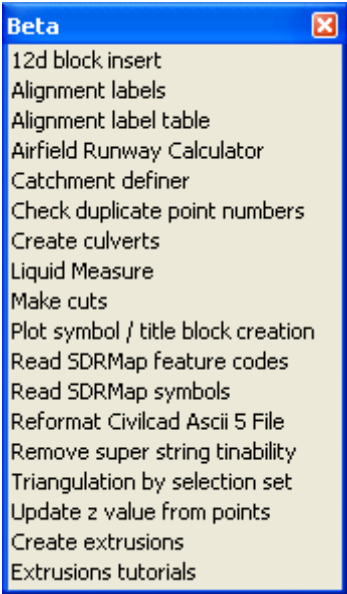 Beta
12d block insert
Alignment labels
Alignment label table
Airfield Runway Calculator
Catchment definer
Check duplicate point numbers
Create culverts
Liquid Measure
Make cuts
Plot symbol / title block creation
Read SDRMap feature codes
Read SDRMap symbols
Reformat Civilcad Ascii 5 File
Remove super string tinability
Triangulation by selection set
Update z value from points
Create extrusions
Extrusions tutorials